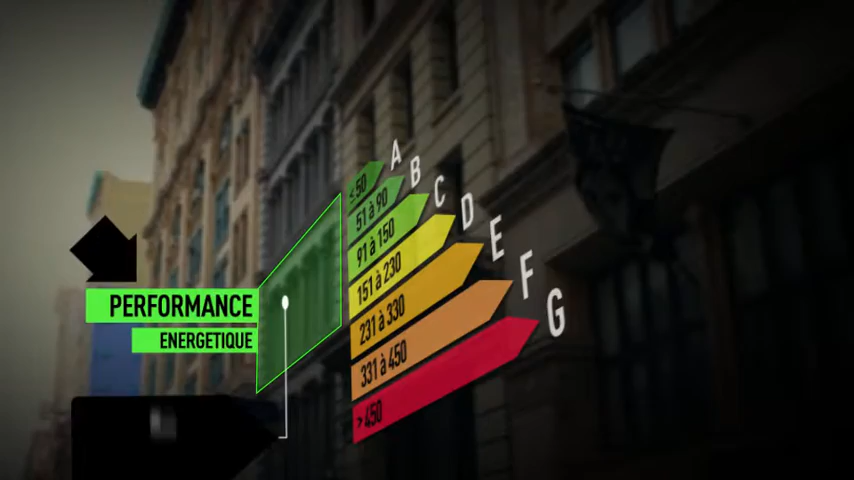 PERFORMANCE
ENERGETIQUE
≤50 A
51 à 90 B
91 à 150 C
151 à 230 D
231 à 330 E
331 à 450 F
> 450 G